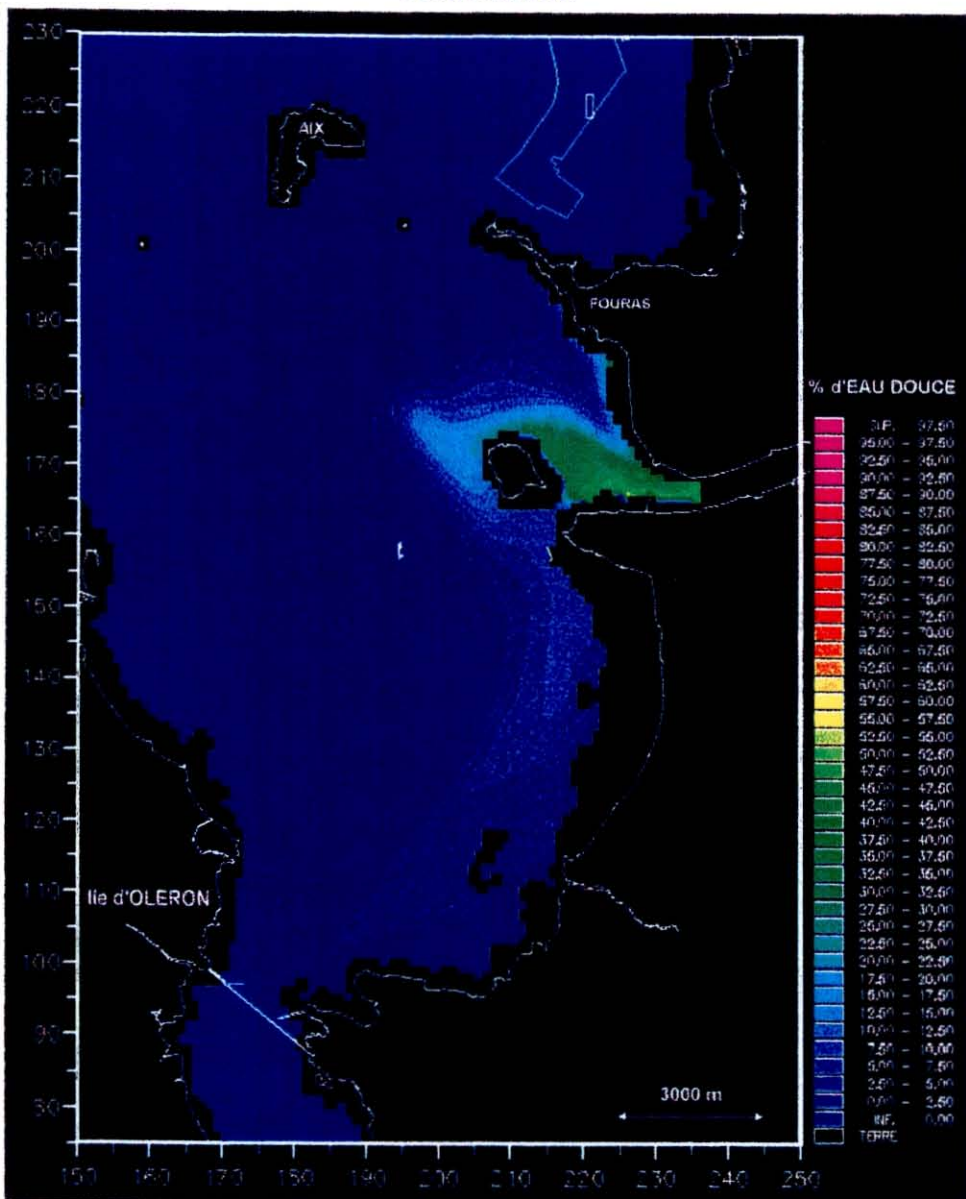 230
220
210
200
190
180
170
160
150
140
130
120
110
100
90
80
AIX
FOURAS
Ile d'OLERON
3000 m
150 160 170 180 190 200 210 220 230 240 250
% d'EAU DOUCE
SUP. 97.50
95.00 - 97.50
92.50 - 95.00
90.00 - 92.50
87.50 - 90.00
85.00 - 87.50
82.50 - 85.00
80.00 - 82.50
77.50 - 80.00
75.00 - 77.50
72.50 - 75.00
70.00 - 72.50
67.50 - 70.00
65.00 - 67.50
62.50 - 65.00
60.00 - 62.50
57.50 - 60.00
55.00 - 57.50
52.50 - 55.00
50.00 - 52.50
47.50 - 50.00
45.00 - 47.50
42.50 - 45.00
40.00 - 42.50
37.50 - 40.00
35.00 - 37.50
32.50 - 35.00
30.00 - 32.50
27.50 - 30.00
25.00 - 27.50
22.50 - 25.00
20.00 - 22.50
17.50 - 20.00
15.00 - 17.50
12.50 - 15.00
10.00 - 12.50
7.50 - 10.00
5.00 - 7.50
2.50 - 5.00
0.00 - 2.50
INF. 0.00
TERRE